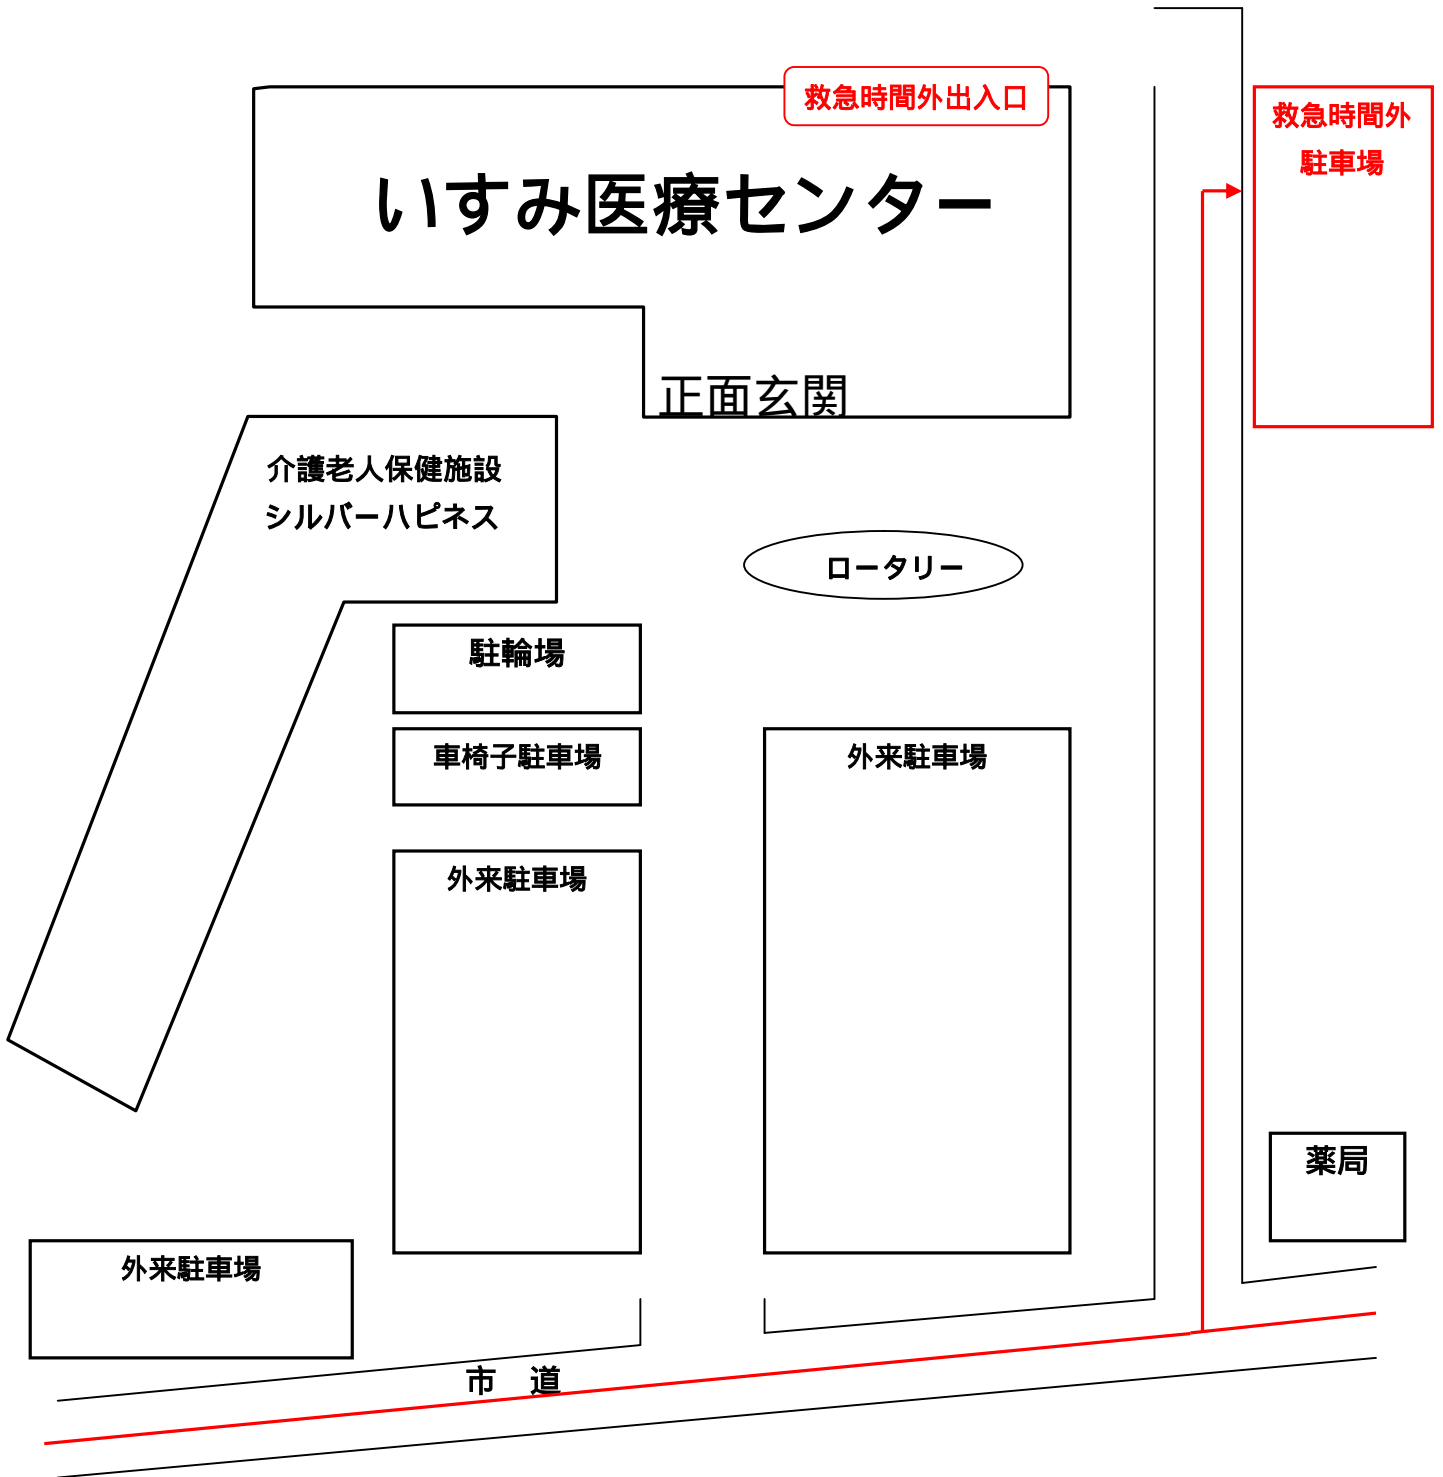 救急時間外出入口
救急時間外
駐車場
いすみ医療センター
正面玄関
介護老人保健施設
シルバーハピネス
ロータリー
駐輪場
車椅子駐車場
外来駐車場
外来駐車場
薬局
外来駐車場
市　道